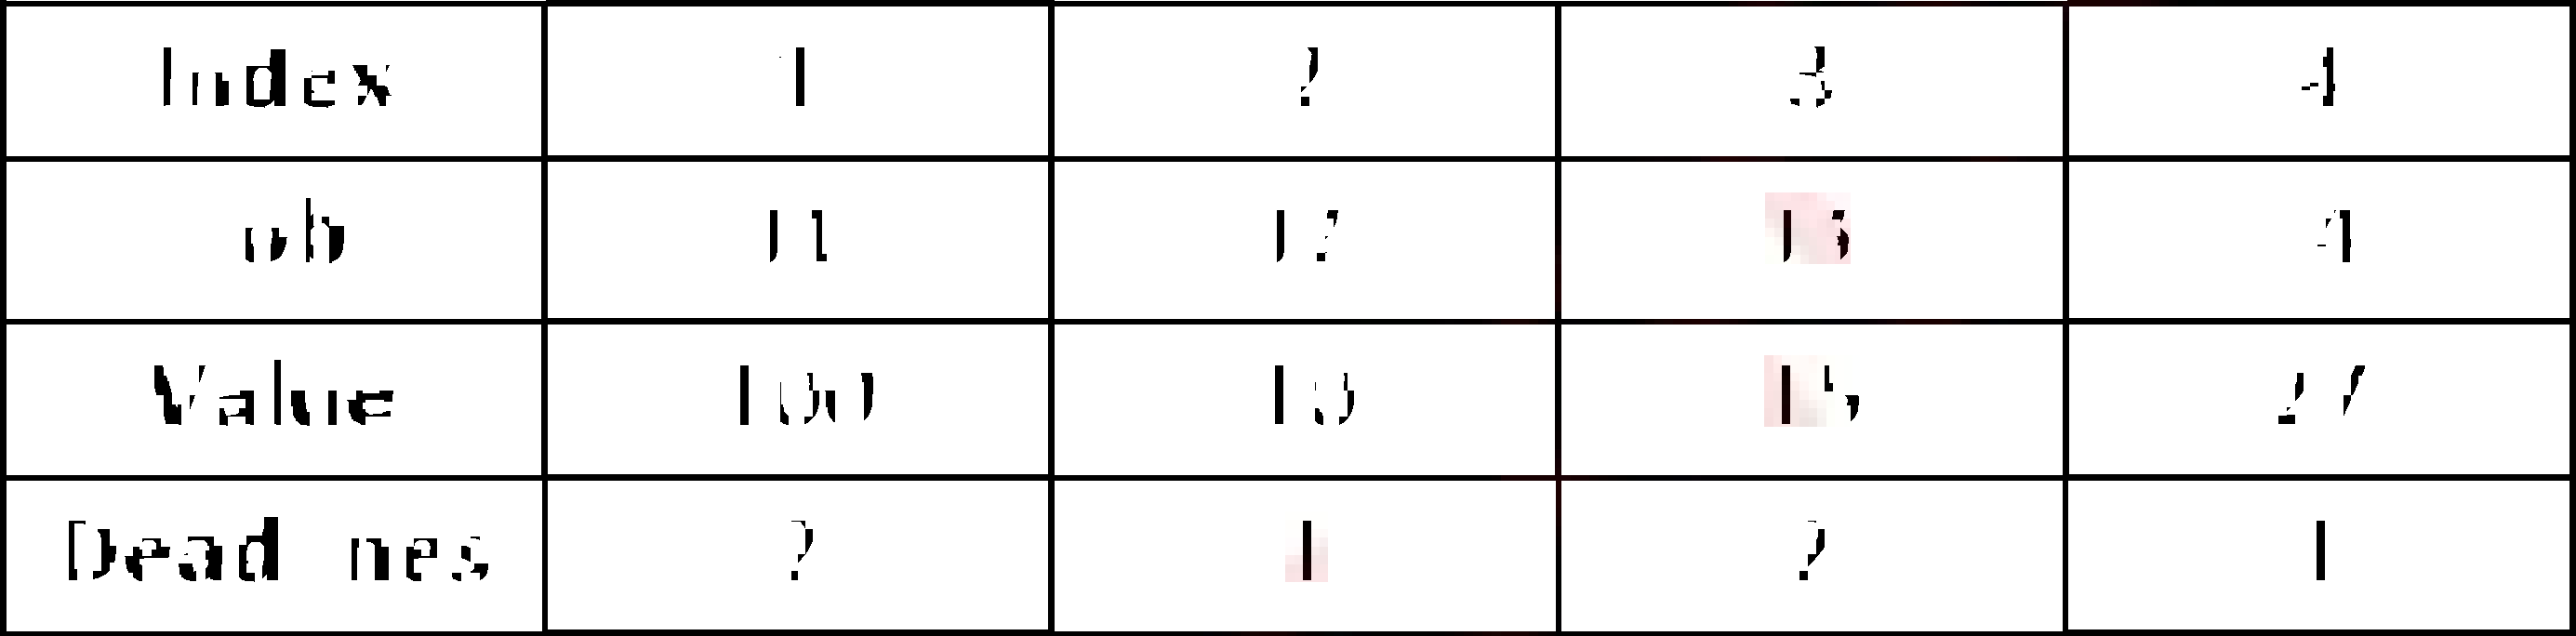 Index 1 2 3 4
Job J1 J2 J3 J4
Value 100 10 15 27
Deadlines 2 1 2 1